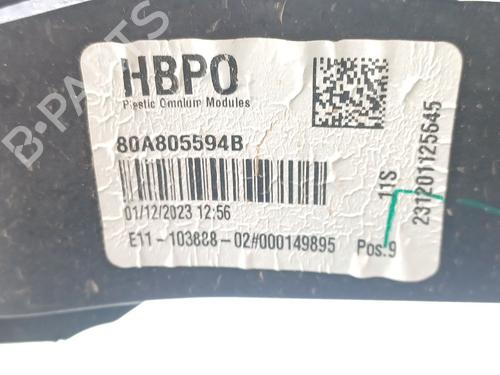 HBPO
Plastic Omnium Modules
80A805594B
01/12/2023 12:56
E11-103888-02#000149895
Pos:9
11S
231201125645
B-PARTS